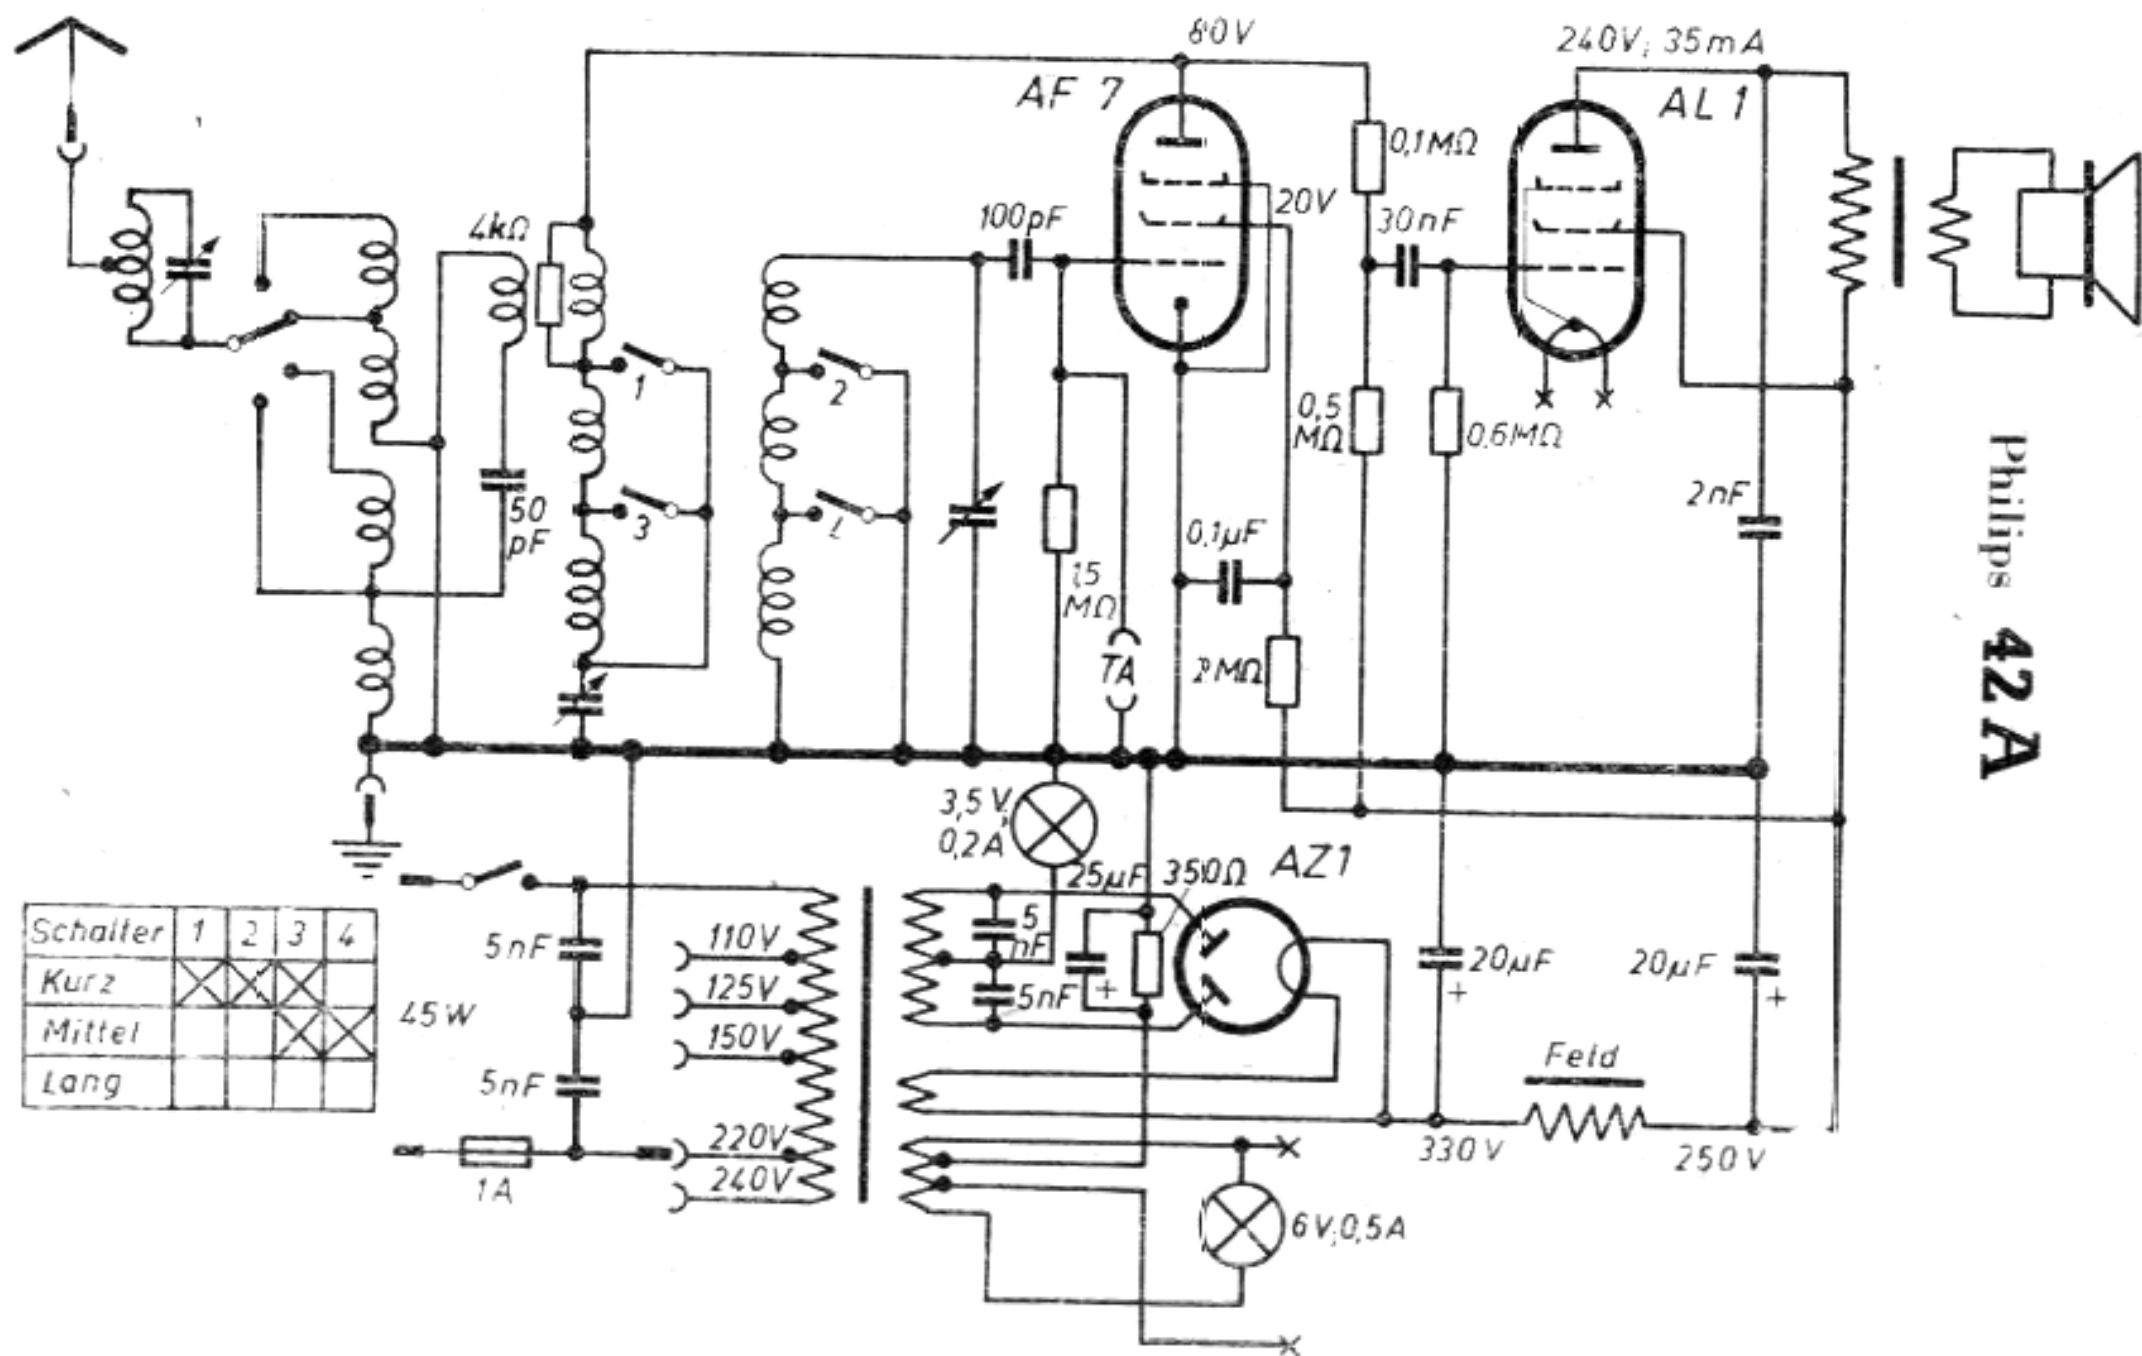 80V
240V; 35mA
AF 7
AL 1
0,1MΩ
20V
100pF
30nF
4kΩ
1
2
0,5
MΩ
0,6MΩ
50
pF
3
2nF
0,1µF
MΩ
TA
MΩ
Philips 42 A
3,5V,
0,2A
25µF
350Ω
AZ1
Schalter 1 2 3 4
Kurz
Mittel
Lang
45W
5nF
5nF
1A
110V
125V
150V
220V
240V
5
nF
5nF
+
20µF
+
20µF
+
Feld
330V
250V
6V;0,5A